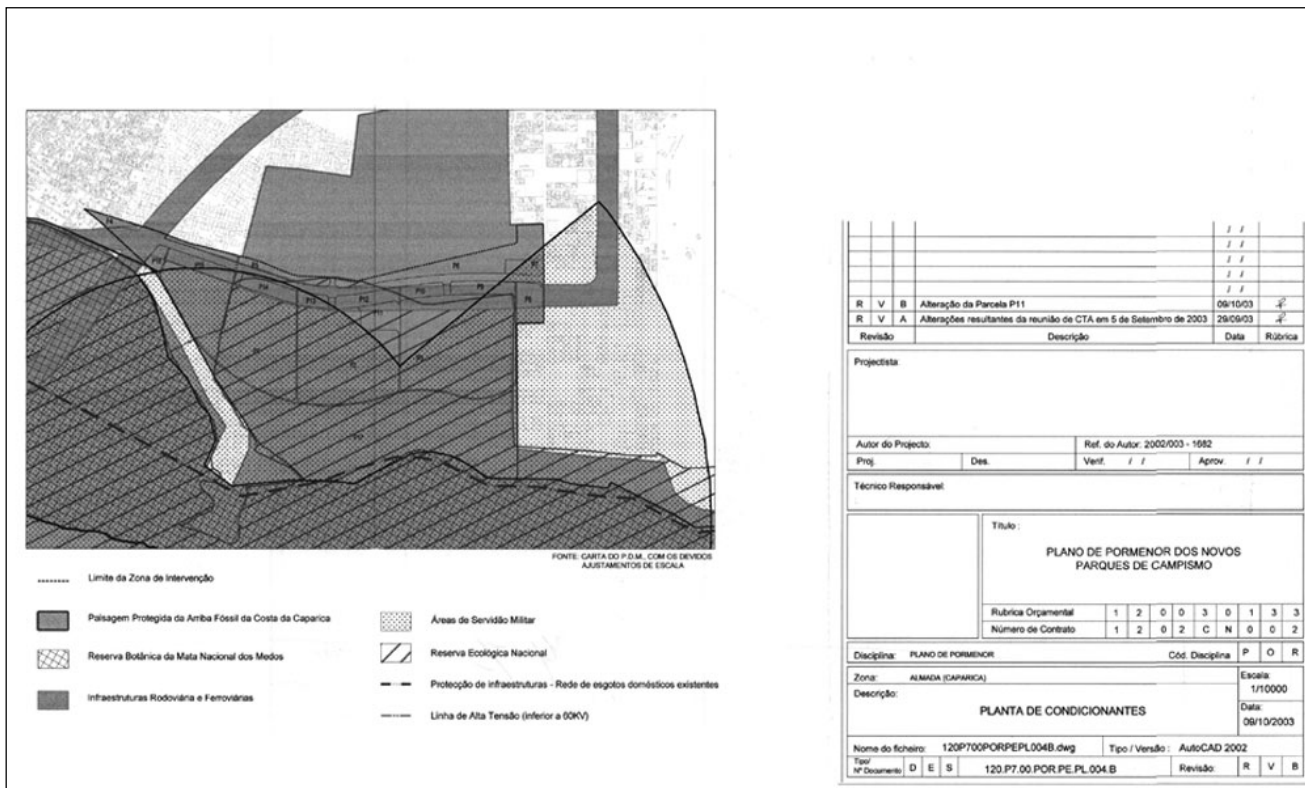 P14
P13
P12
P10
P9
P8
P17
FONTE: CARTA DO P.D.M., COM OS DEVIDOS
AJUSTAMENTOS DE ESCALA
Limite da Zona de Intervenção
Paisagem Protegida da Arriba Fóssil da Costa da Caparica
Reserva Botânica da Mata Nacional dos Medos
Infraestruturas Rodoviária e Ferroviárias
Áreas de Servidão Militar
Reserva Ecológica Nacional
Protecção de infraestruturas - Rede de esgotos domésticos existentes
Linha de Alta Tensão (inferior a 60KV)
/ /
/ /
/ /
/ /
/ /
R V B Alteração da Parcela P11 09/10/03
R V A Alterações resultantes da reunião de CTA em 5 de Setembro de 2003 29/09/03
Revisão Descrição Data Rúbrica
Projectista:
Autor do Projecto: Ref. do Autor: 2002/003 - 1682
Proj. Des. Verif. / / Aprov. / /
Técnico Responsável:
Título :
PLANO DE PORMENOR DOS NOVOS
PARQUES DE CAMPISMO
Rubrica Orçamental 1 2 0 0 3 0 1 3 3
Número de Contrato 1 2 0 2 C N 0 0 2
Disciplina: PLANO DE PORMENOR Cód. Disciplina P O R
Zona: ALMADA (CAPARICA) Escala:
1/10000
Descrição:
PLANTA DE CONDICIONANTES
Data:
09/10/2003
Nome do ficheiro: 120P700PORPEPL004B.dwg Tipo / Versão : AutoCAD 2002
Tipo/
Nº Documento D E S 120.P7.00.POR.PE.PL.004.B Revisão: R V B